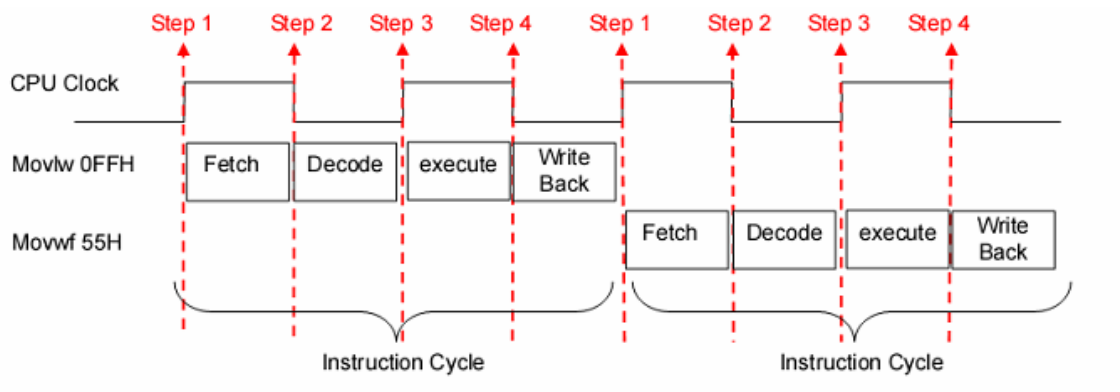 Step 1 Step 2 Step 3 Step 4 Step 1 Step 2 Step 3 Step 4
CPU Clock
Movlw 0FFH Fetch Decode execute Write
Back
Movwf 55H Fetch Decode execute Write
Back
Instruction Cycle Instruction Cycle